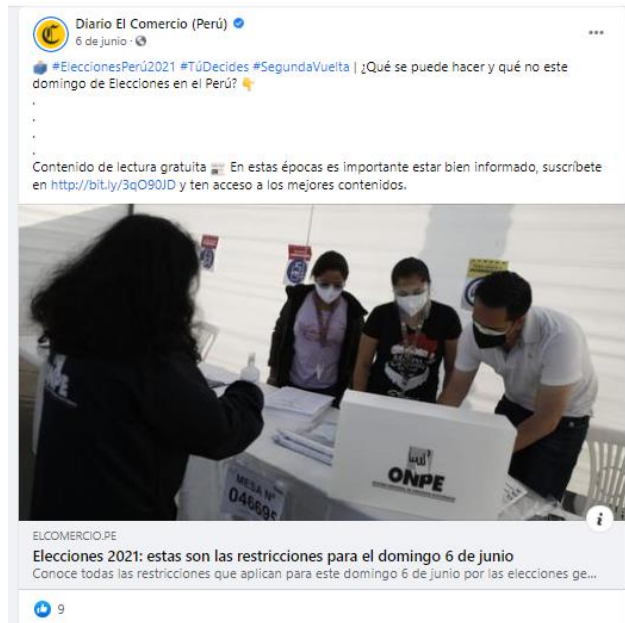 Diario El Comercio (Perú)
6 de junio ·
#EleccionesPerú2021 #TúDecides #SegundaVuelta | ¿Qué se puede hacer y qué no este
domingo de Elecciones en el Perú?
.
.
.
.
Contenido de lectura gratuita En estas épocas es importante estar bien informado, suscríbete
en http://bit.ly/3qO90JD y ten acceso a los mejores contenidos.
ONPE
ONPE
MESA N°
046695
ELCOMERCIO.PE
Elecciones 2021: estas son las restricciones para el domingo 6 de junio
Conoce todas las restricciones que aplican para este domingo 6 de junio por las elecciones ge...
9